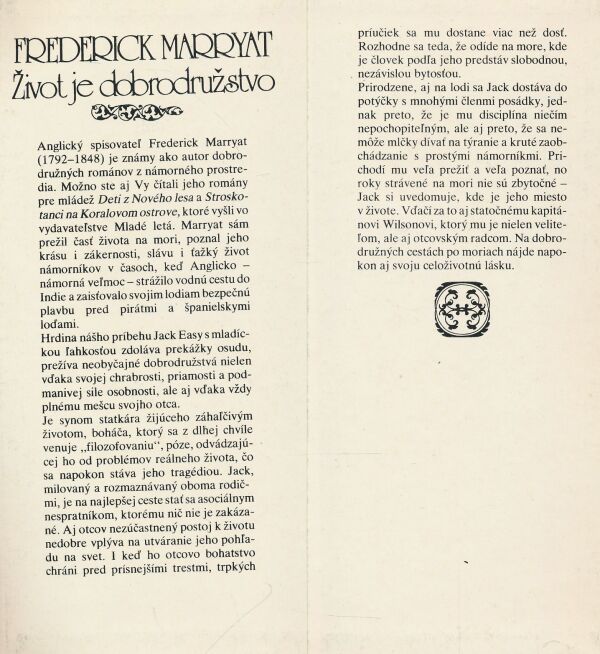 FREDERICK MARRYAT
Život je dobrodružstvo
Anglický spisovateľ Frederick Marryat
(1792–1848) je známy ako autor dobro-
družných románov z námorného prostre-
dia. Možno ste aj Vy čítali jeho romány
pre mládež Deti z Nového lesa a Strosko-
tanci na Koralovom ostrove, ktoré vyšli vo
vydavateľstve Mladé letá. Marryat sám
prežil časť života na mori, poznal jeho
krásu i zákernosti, slávu i ťažký život
námorníkov v časoch, keď Anglicko –
námorná veľmoc – strážilo vodnú cestu do
Indie a zaisťovalo svojim lodiam bezpečnú
plavbu pred pirátmi a španielskymi
loďami.
Hrdina nášho príbehu Jack Easy s mladíc-
kou ľahkosťou zdoláva prekážky osudu,
prežíva neobyčajné dobrodružstvá nielen
vďaka svojej chrabrosti, priamosti a pod-
manivej sile osobnosti, ale aj vďaka vždy
plnému mešcu svojho otca.
Je synom statkára žijúceho záhaľčivým
životom, boháča, ktorý sa z dlhej chvíle
venuje „filozofovaniu“, póze, odvádzajú-
cej ho od problémov reálneho života, čo
sa napokon stáva jeho tragédiou. Jack,
milovaný a rozmaznávaný oboma rodič-
mi, je na najlepšej ceste stať sa asociálnym
nespratníkom, ktorému nič nie je zakáza-
né. Aj otcov nezúčastnený postoj k životu
nedobre vplýva na utváranie jeho pohľa-
du na svet. I keď ho otcovo bohatstvo
chráni pred prísnejšími trestmi, trpkých
príučiek sa mu dostane viac než dosť.
Rozhodne sa teda, že odíde na more, kde
je človek podľa jeho predstáv slobodnou,
nezávislou bytosťou.
Prirodzene, aj na lodi sa Jack dostáva do
potýčky s mnohými členmi posádky, jed-
nak preto, že je mu disciplína niečím
nepochopiteľným, ale aj preto, že sa ne-
môže mlčky dívať na týranie a kruté zaob-
chádzanie s prostými námorníkmi. Prí-
chodí mu veľa prežiť a veľa poznať, no
roky strávené na mori nie sú zbytočné –
Jack si uvedomuje, kde je jeho miesto
v živote. Vďačí za to aj statočnému kapitá-
novi Wilsonovi, ktorý mu je nielen velite-
ľom, ale aj otcovským radcom. Na dobro-
družných cestách po moriach nájde napo-
kon aj svoju celoživotnú lásku.